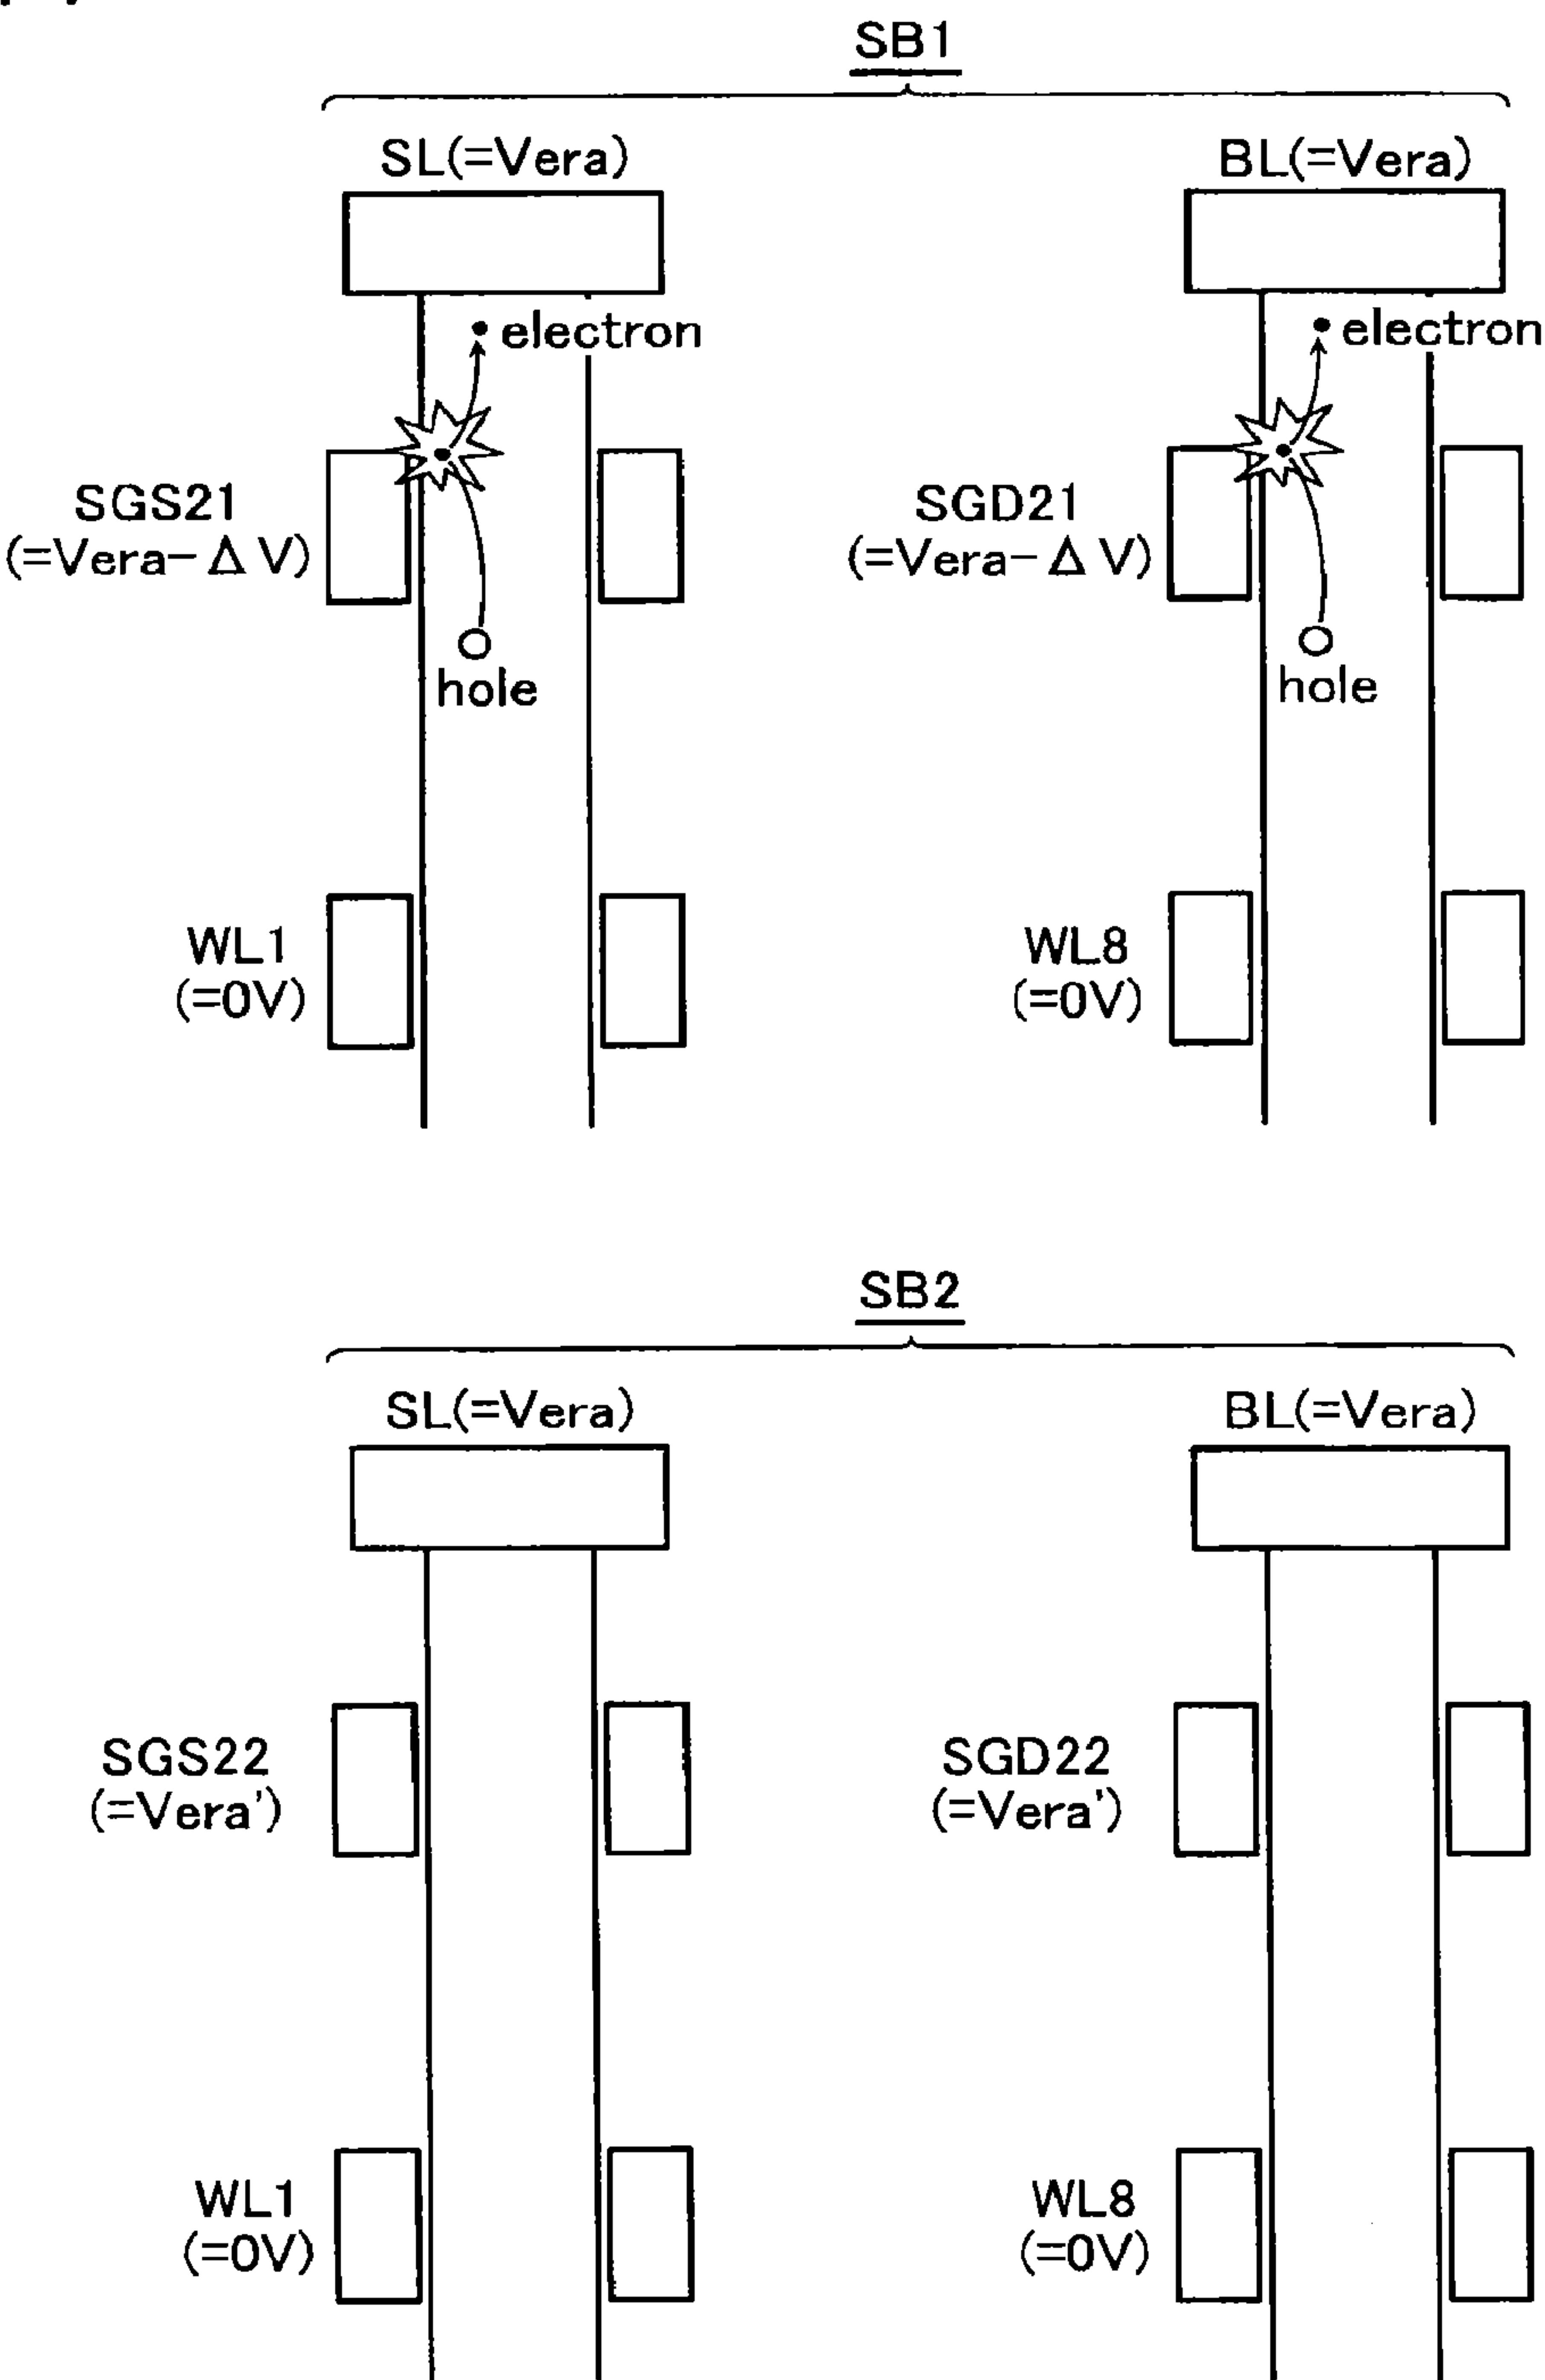 SB1
SL(=Vera)
BL(=Vera)
electron
electron
SGS21
(=Vera-ΔV)
SGD21
(=Vera-ΔV)
hole
hole
WL1
(=0V)
WL8
(=0V)
SB2
SL(=Vera)
BL(=Vera)
SGS22
(=Vera')
SGD22
(=Vera')
WL1
(=0V)
WL8
(=0V)